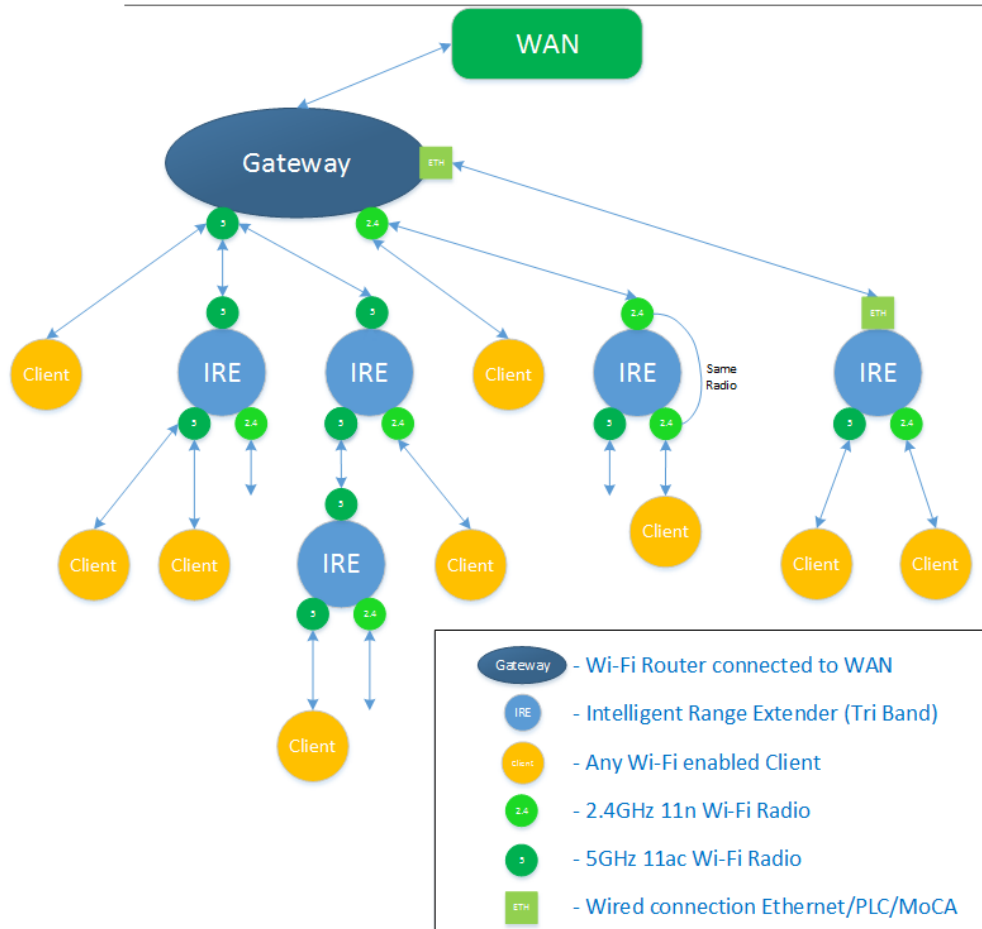 WAN
Gateway
ETH
5
2.4
5
5
2.4
ETH
Client
IRE
IRE
Client
IRE
Same
Radio
IRE
5
2.4
5
2.4
5
2.4
5
2.4
5
Client
Client
Client
IRE
Client
Client
Client
5
2.4
Client
Gateway - Wi-Fi Router connected to WAN
IRE - Intelligent Range Extender (Tri Band)
Client - Any Wi-Fi enabled Client
2.4 - 2.4GHz 11n Wi-Fi Radio
5 - 5GHz 11ac Wi-Fi Radio
ETH - Wired connection Ethernet/PLC/MoCA